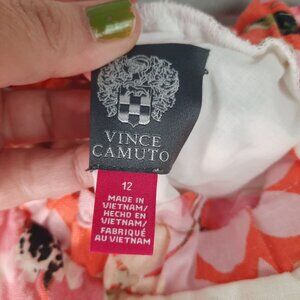 VINCE
CAMUTO
12
MADE IN
VIETNAM/
HECHO EN
VIETNAM/
FABRIQUÉ
AU VIETNAM